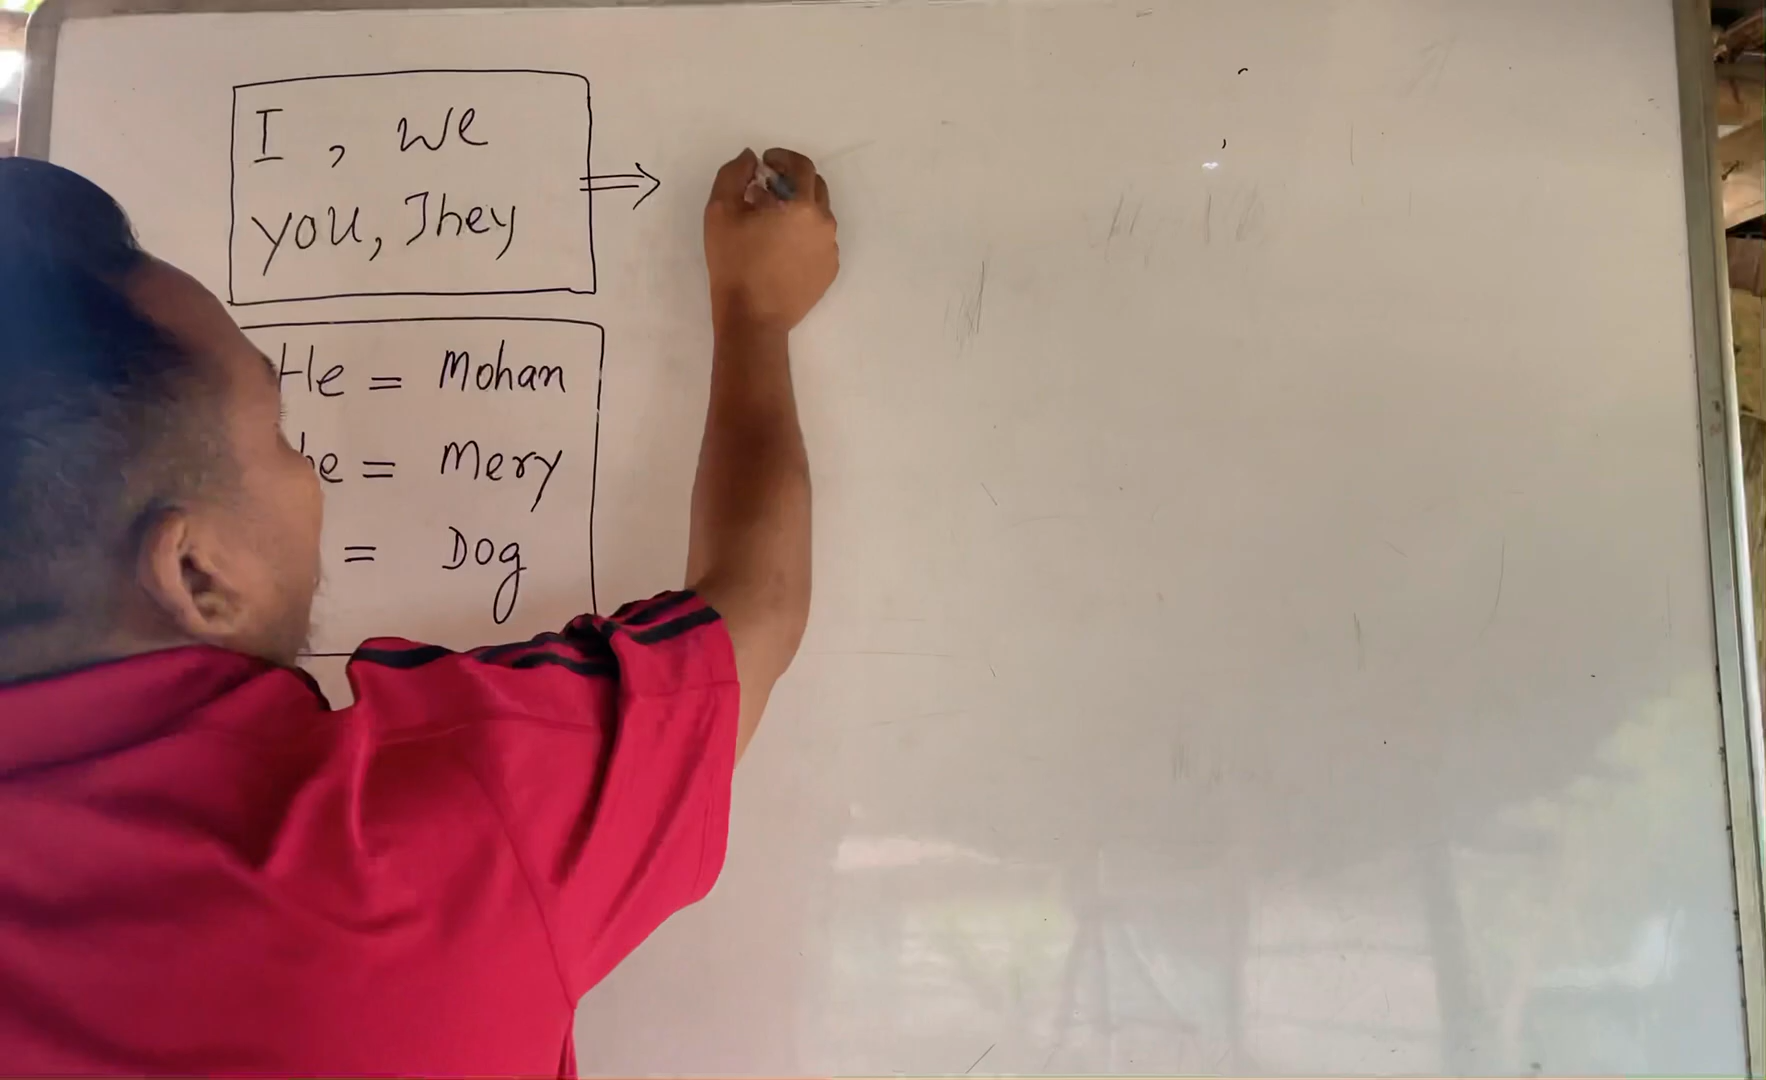 I, We
you, They
He = Mohan
he = Mery
= Dog